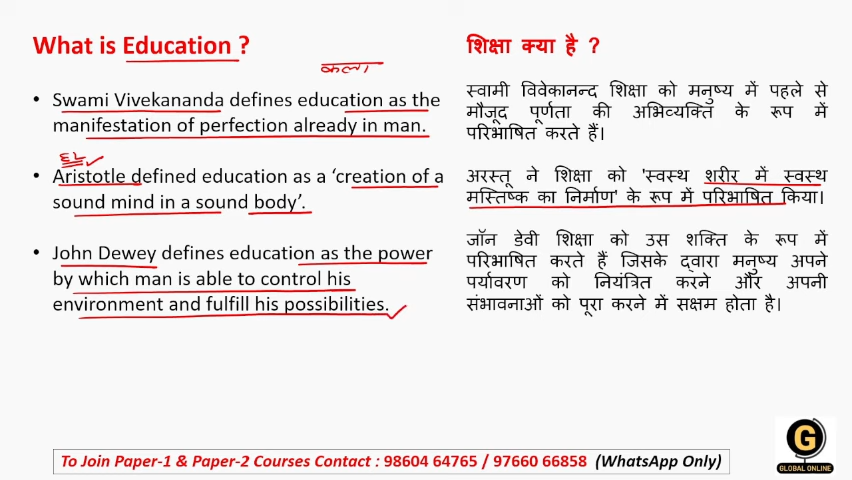 What is Education ?
कला
• Swami Vivekananda defines education as the
manifestation of perfection already in man.
• Aristotle defined education as a ‘creation of a
sound mind in a sound body’.
• John Dewey defines education as the power
by which man is able to control his
environment and fulfill his possibilities.
शिक्षा क्या है ?
स्वामी विवेकानन्द शिक्षा को मनुष्य में पहले से
मौजूद पूर्णता की अभिव्यक्ति के रूप में
परिभाषित करते हैं।
अरस्तू ने शिक्षा को 'स्वस्थ शरीर में स्वस्थ
मस्तिष्क का निर्माण' के रूप में परिभाषित किया।
जॉन डेवी शिक्षा को उस शक्ति के रूप में
परिभाषित करते हैं जिसके द्वारा मनुष्य अपने
पर्यावरण को नियंत्रित करने और अपनी
संभावनाओं को पूरा करने में सक्षम होता है।
To Join Paper-1 & Paper-2 Courses Contact : 98604 64765 / 97660 66858 (WhatsApp Only)
G
GLOBAL ONLINE